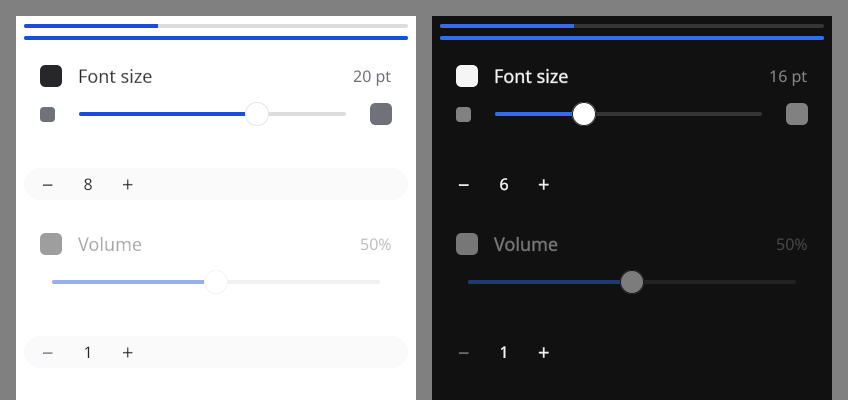 Font size 20 pt
− 8 +
Volume 50%
− 1 +
Font size 16 pt
− 6 +
Volume 50%
− 1 +